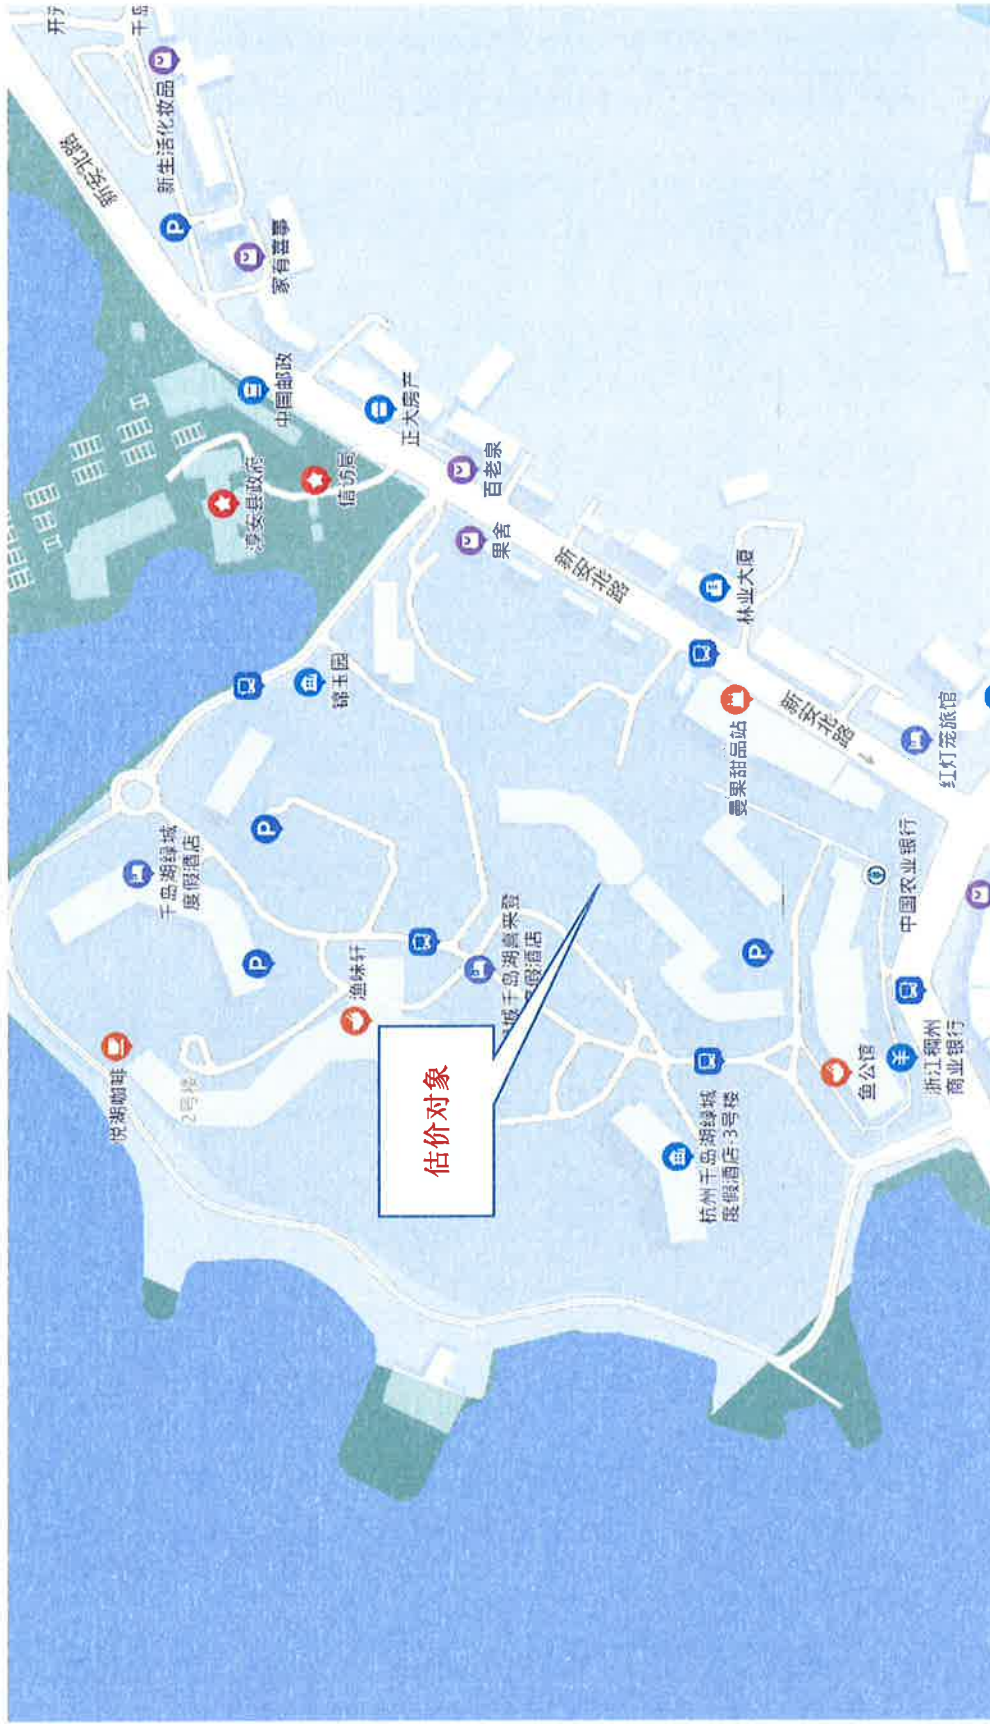 新安北路
悦湖咖啡
新生活化妆品
千岛湖绿城
度假酒店
2号楼
淳安县政府
家有喜事
中国邮政
锦玉园
信访局
渔味轩
正大房产
估价对象
百老泉
果舍
城千岛湖喜来登
度假酒店
新安北路
杭州千岛湖绿城
度假酒店-3号楼
曼果甜品站
林业大厦
新安北路
鱼公馆
中国农业银行
浙江稠州
商业银行
红灯笼旅馆
P
P
P
P